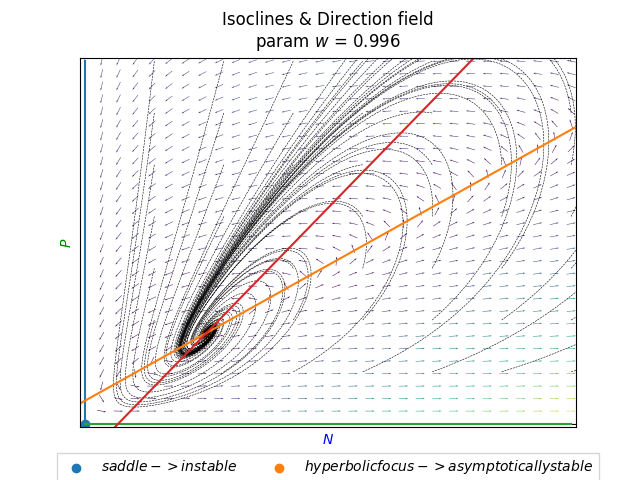 Isoclines & Direction field
param w = 0.996
P
N
saddle−>instable
hyperbolicfocus−>asymptoticallystable